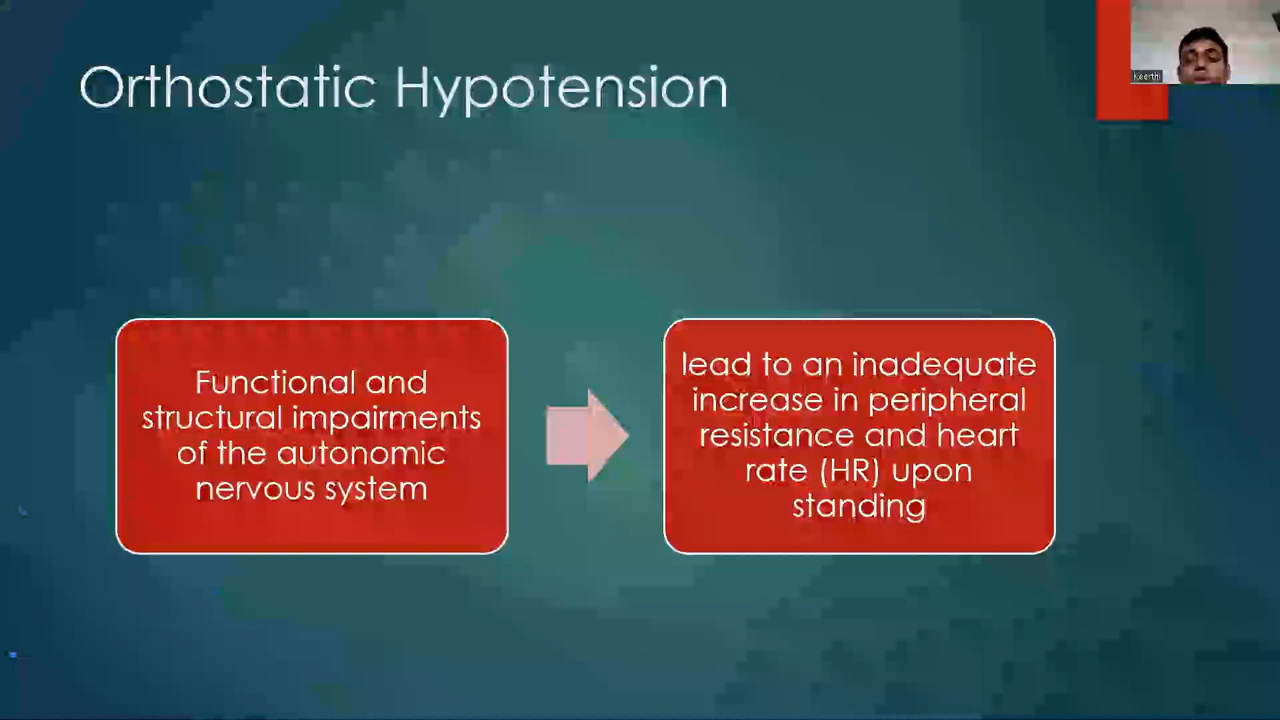 Orthostatic Hypotension
Keerthi
Functional and
structural impairments
of the autonomic
nervous system
lead to an inadequate
increase in peripheral
resistance and heart
rate (HR) upon
standing